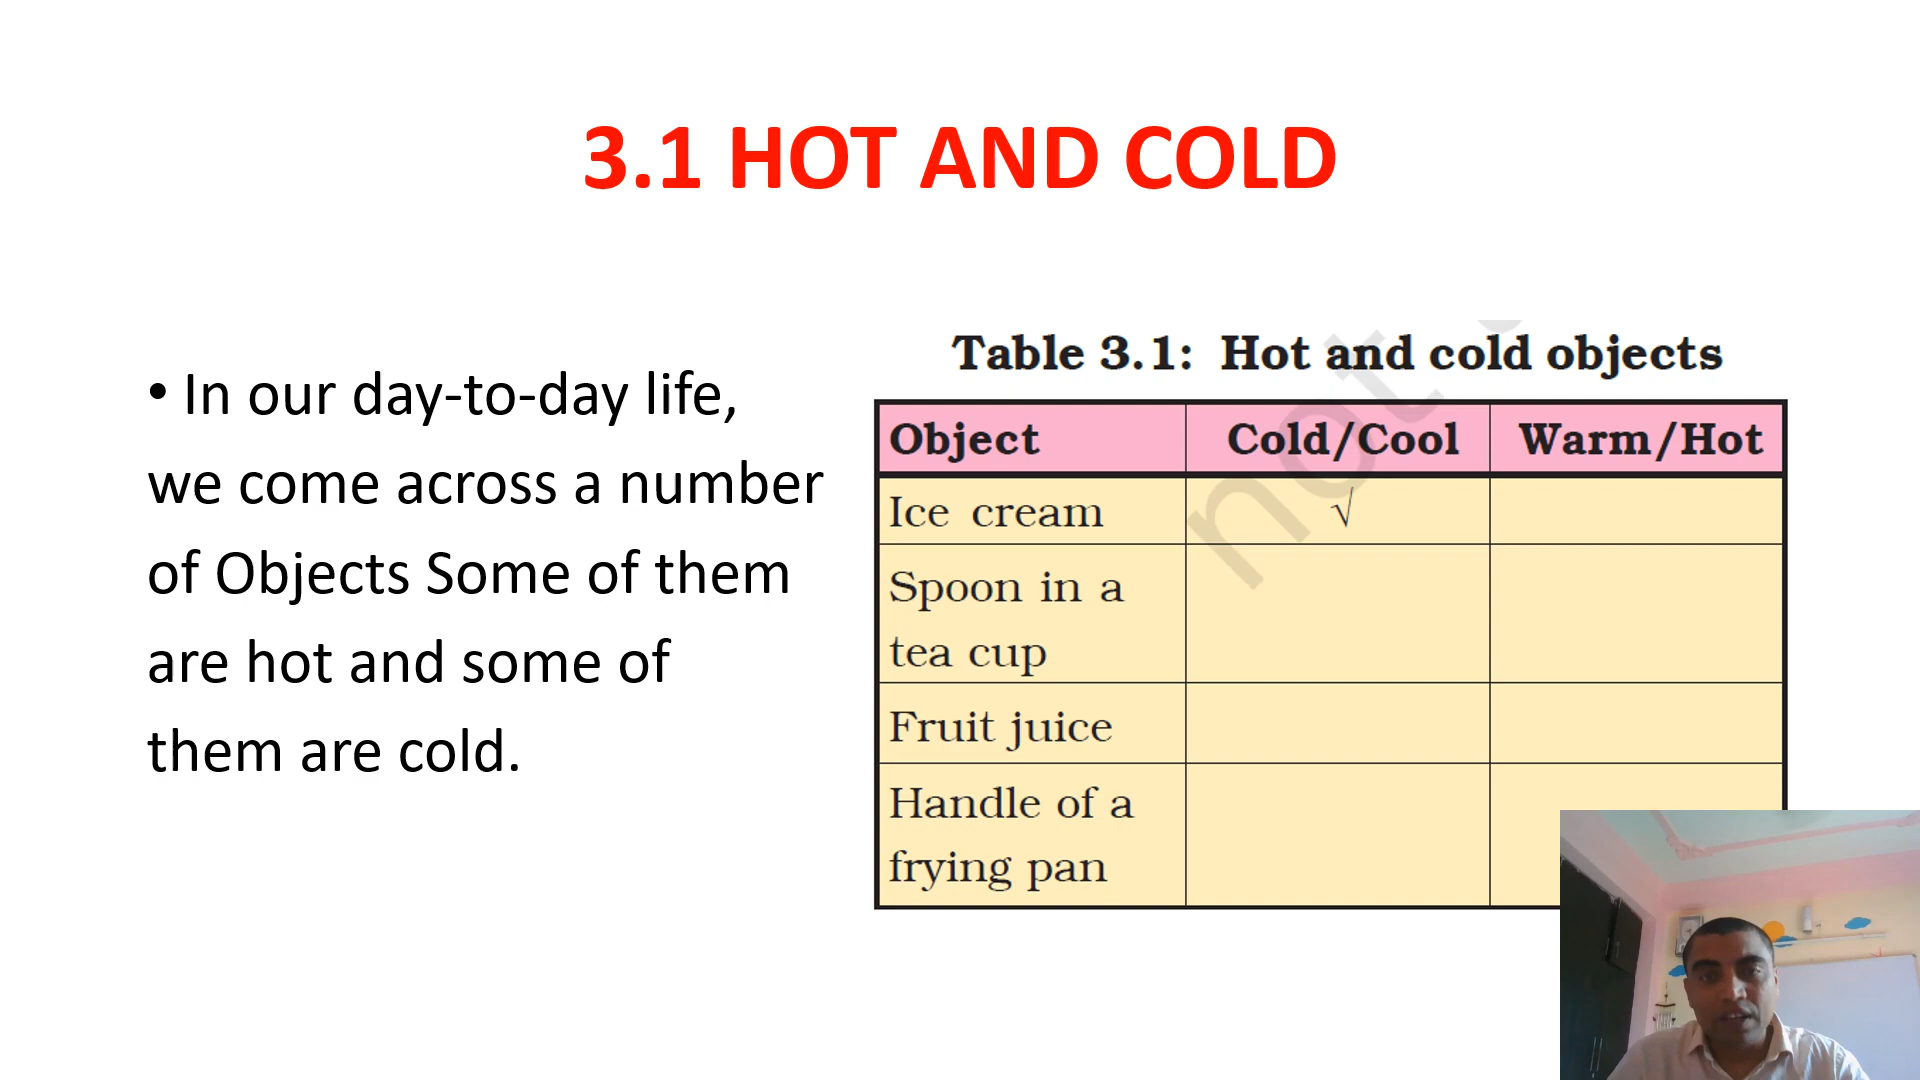 3.1 HOT AND COLD
• In our day-to-day life,
we come across a number
of Objects Some of them
are hot and some of
them are cold.
Table 3.1: Hot and cold objects
Object Cold/Cool Warm/Hot
Ice cream √
Spoon in a
tea cup
Fruit juice
Handle of a
frying pan
not